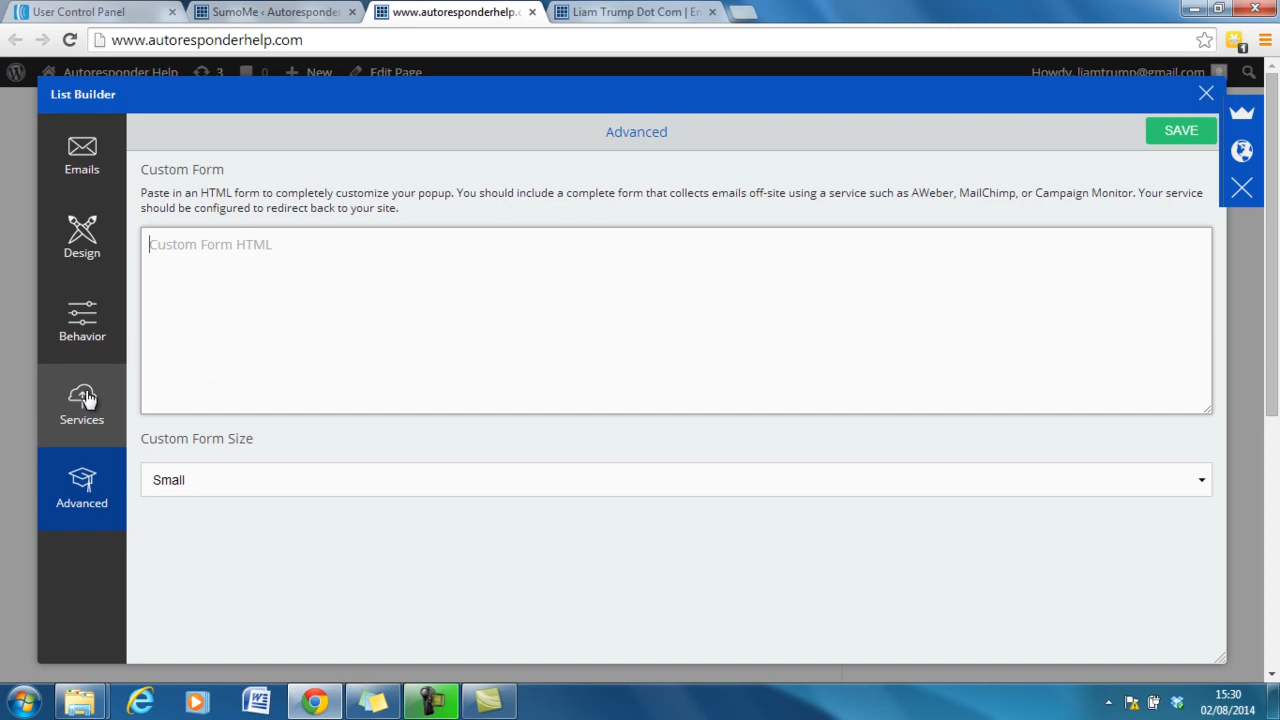 User Control Panel
SumoMe ‹ Autoresponder
www.autoresponderhelp.c
Liam Trump Dot Com | En
www.autoresponderhelp.com
1
Autoresponder Help
3
0
New
Edit Page
Howdy, liamtrump@gmail.com
List Builder
Advanced
SAVE
Emails
Design
Behavior
Services
Advanced
Custom Form
Paste in an HTML form to completely customize your popup. You should include a complete form that collects emails off-site using a service such as AWeber, MailChimp, or Campaign Monitor. Your service
should be configured to redirect back to your site.
Custom Form HTML
Custom Form Size
Small
15:30
02/08/2014